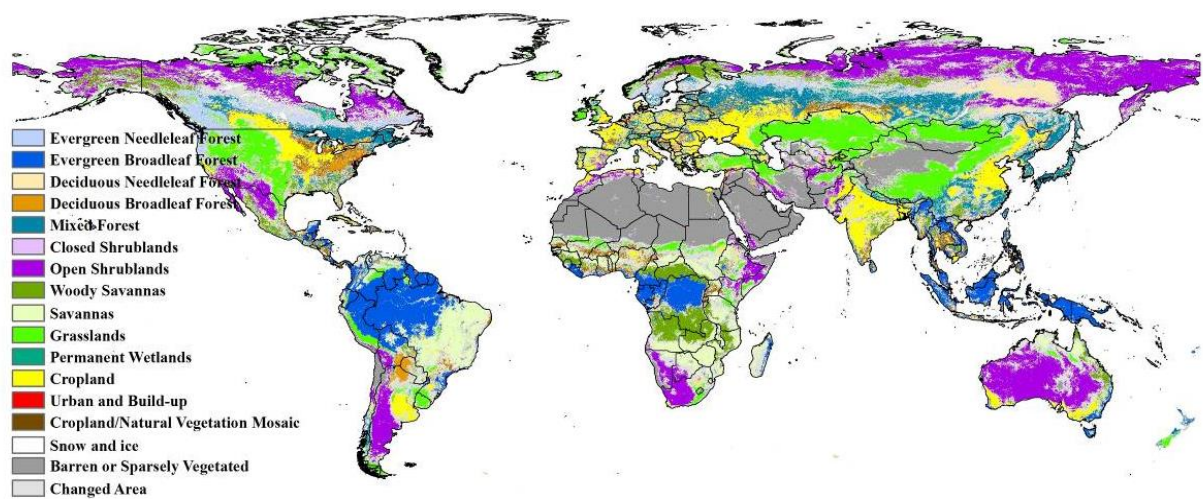 Evergreen Needleleaf Forest
Evergreen Broadleaf Forest
Deciduous Needleleaf Forest
Deciduous Broadleaf Forest
Mixed Forest
Closed Shrublands
Open Shrublands
Woody Savannas
Savannas
Grasslands
Permanent Wetlands
Cropland
Urban and Build-up
Cropland/Natural Vegetation Mosaic
Snow and ice
Barren or Sparsely Vegetated
Changed Area